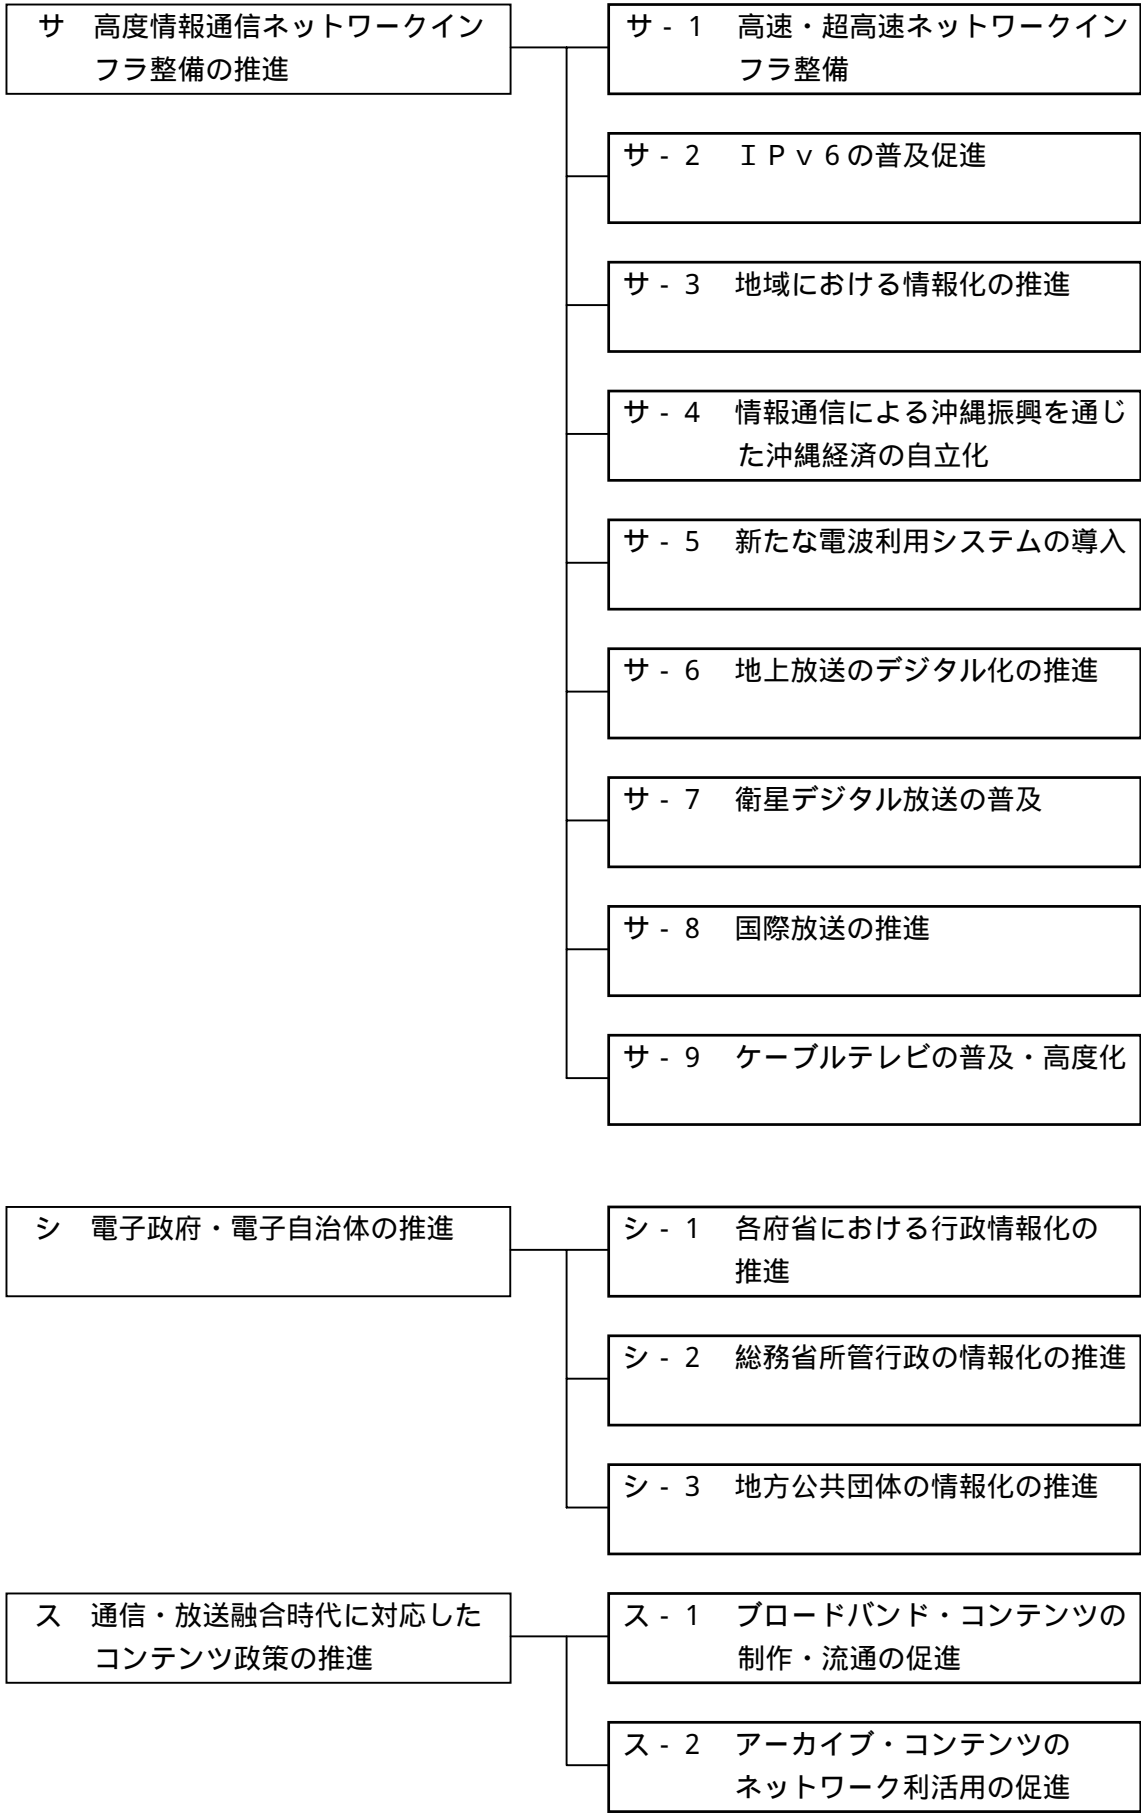 サ　高度情報通信ネットワークイン
フラ整備の推進
サ - 1　高速・超高速ネットワークイン
フラ整備
サ - 2　ＩＰｖ６の普及促進
サ - 3　地域における情報化の推進
サ - 4　情報通信による沖縄振興を通じ
た沖縄経済の自立化
サ - 5　新たな電波利用システムの導入
サ - 6　地上放送のデジタル化の推進
サ - 7　衛星デジタル放送の普及
サ - 8　国際放送の推進
サ - 9　ケーブルテレビの普及・高度化
シ　電子政府・電子自治体の推進
シ - 1　各府省における行政情報化の
推進
シ - 2　総務省所管行政の情報化の推進
シ - 3　地方公共団体の情報化の推進
ス　通信・放送融合時代に対応した
コンテンツ政策の推進
ス - 1　ブロードバンド・コンテンツの
制作・流通の促進
ス - 2　アーカイブ・コンテンツの
ネットワーク利活用の促進